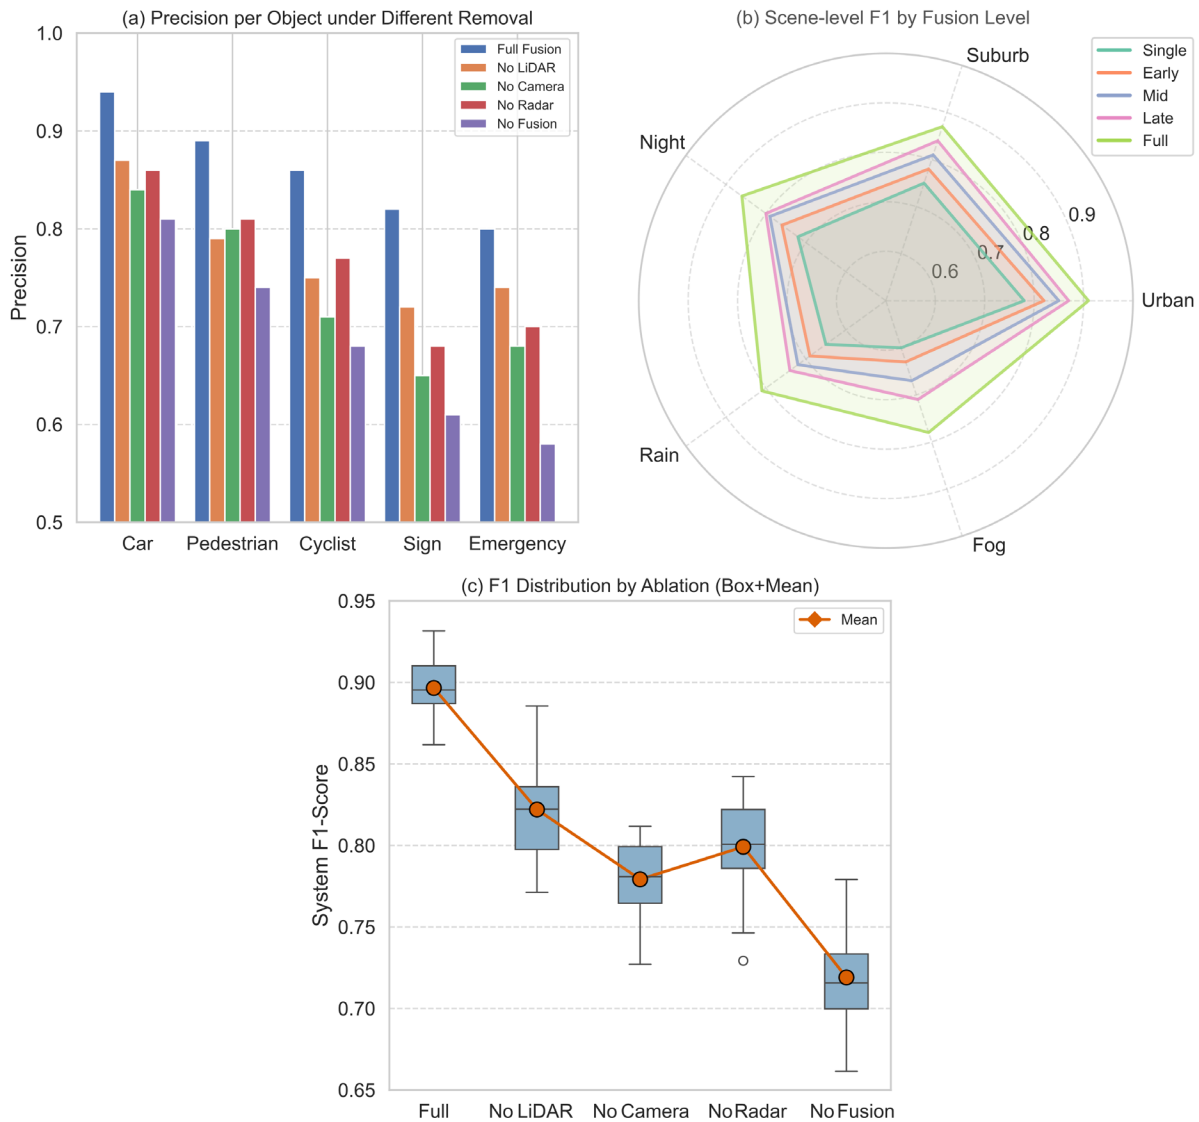 (a) Precision per Object under Different Removal
1.0
0.9
0.8
0.7
0.6
0.5
Precision
Full Fusion
No LiDAR
No Camera
No Radar
No Fusion
Car Pedestrian Cyclist Sign Emergency
(b) Scene-level F1 by Fusion Level
Single
Early
Mid
Late
Full
Suburb
Night
0.9
0.8
0.7
0.6
Urban
Rain
Fog
(c) F1 Distribution by Ablation (Box+Mean)
0.95
0.90
0.85
0.80
0.75
0.70
0.65
System F1-Score
Mean
Full No LiDAR No Camera No Radar No Fusion